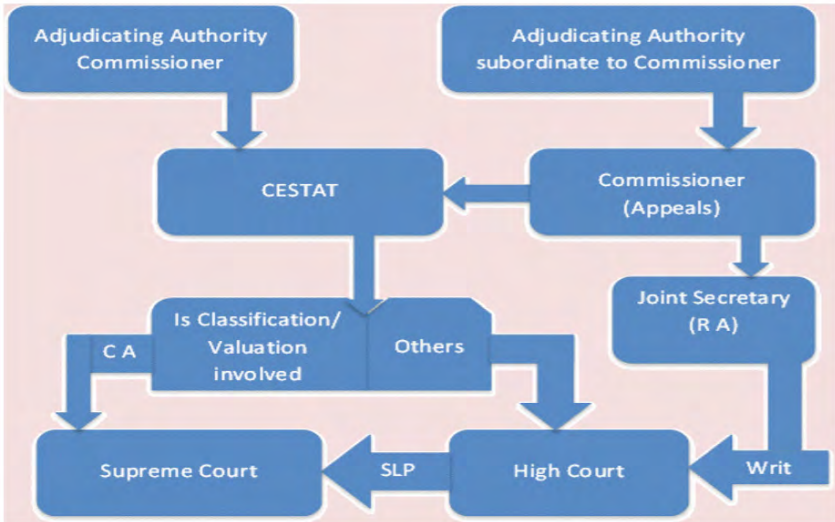 Adjudicating Authority
Commissioner
Adjudicating Authority
subordinate to Commissioner
CESTAT
Commissioner
(Appeals)
Joint Secretary
(R A)
C A
Is Classification/
Valuation
involved
Others
Supreme Court
SLP
High Court
Writ